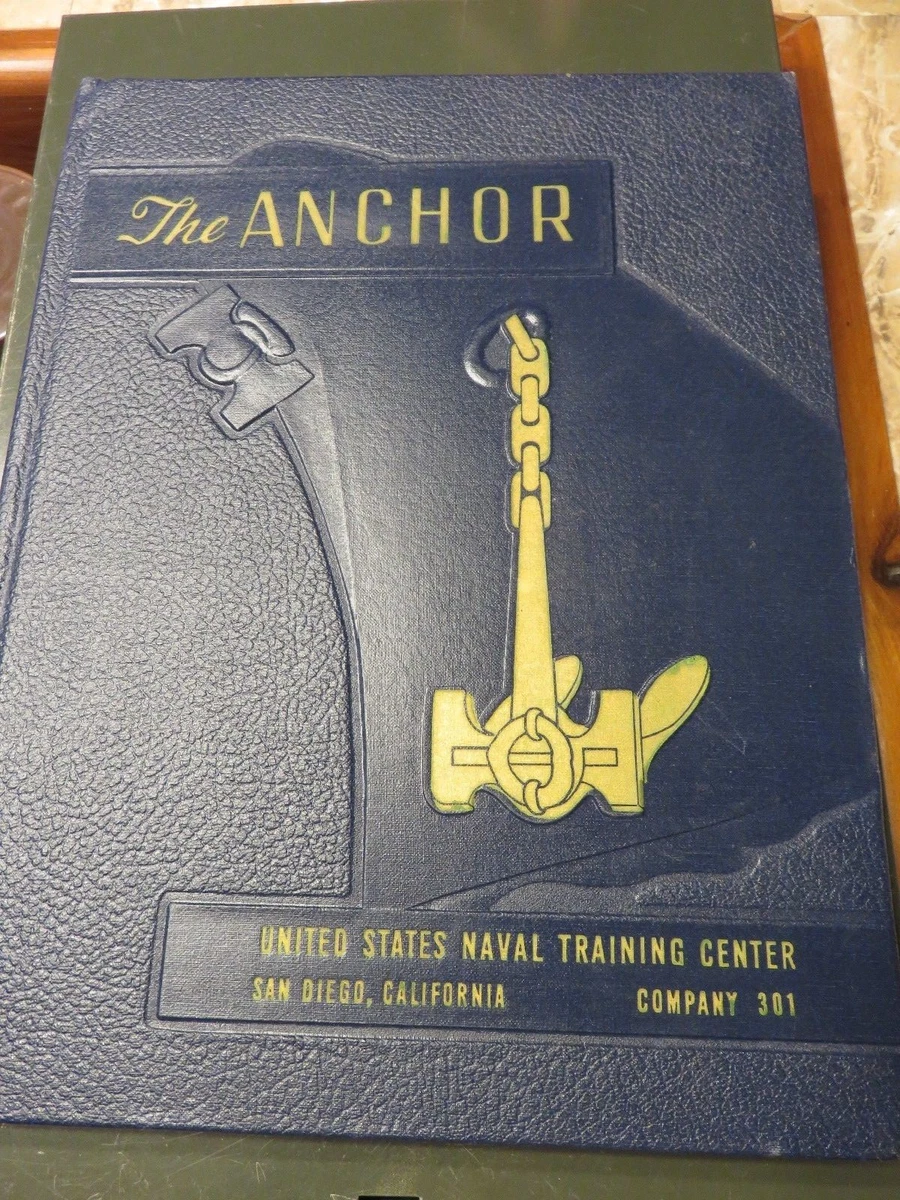 The ANCHOR
UNITED STATES NAVAL TRAINING CENTER
SAN DIEGO, CALIFORNIA COMPANY 301